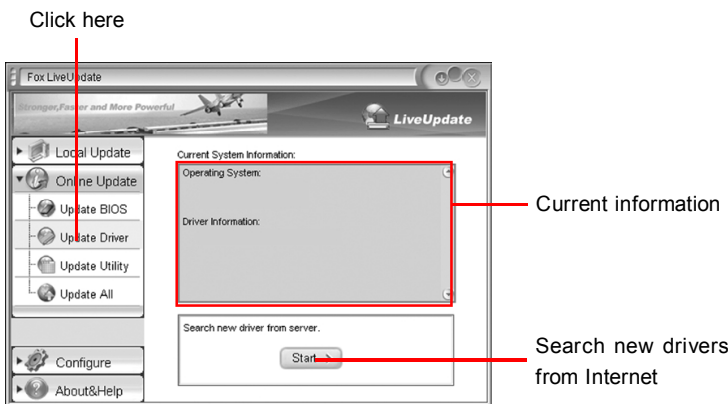 Click here
Fox LiveUpdate
Stronger,Faster and More Powerful
LiveUpdate
Local Update
Online Update
Update BIOS
Update Driver
Update Utility
Update All
Configure
About&Help
Current System Information:
Operating System:
Driver Information:
Search new driver from server.
Start
Current information
Search new drivers
from Internet